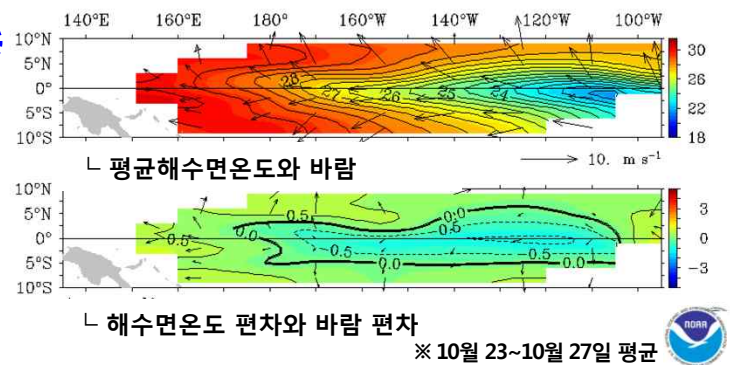 140°E 160°E 180° 160°W 140°W 120°W 100°W
10°N
5°N
0°
5°S
10°S
28 27 26 25 24
30
26
22
18
└ 평균해수면온도와 바람
10. m s⁻¹
10°N
5°N
0°
5°S
10°S
0.5 0.0 0.5 0.0 0.5 0.5 0.0 0.0
3
0
−3
└ 해수면온도 편차와 바람 편차
NOAA
※ 10월 23~10월 27일 평균